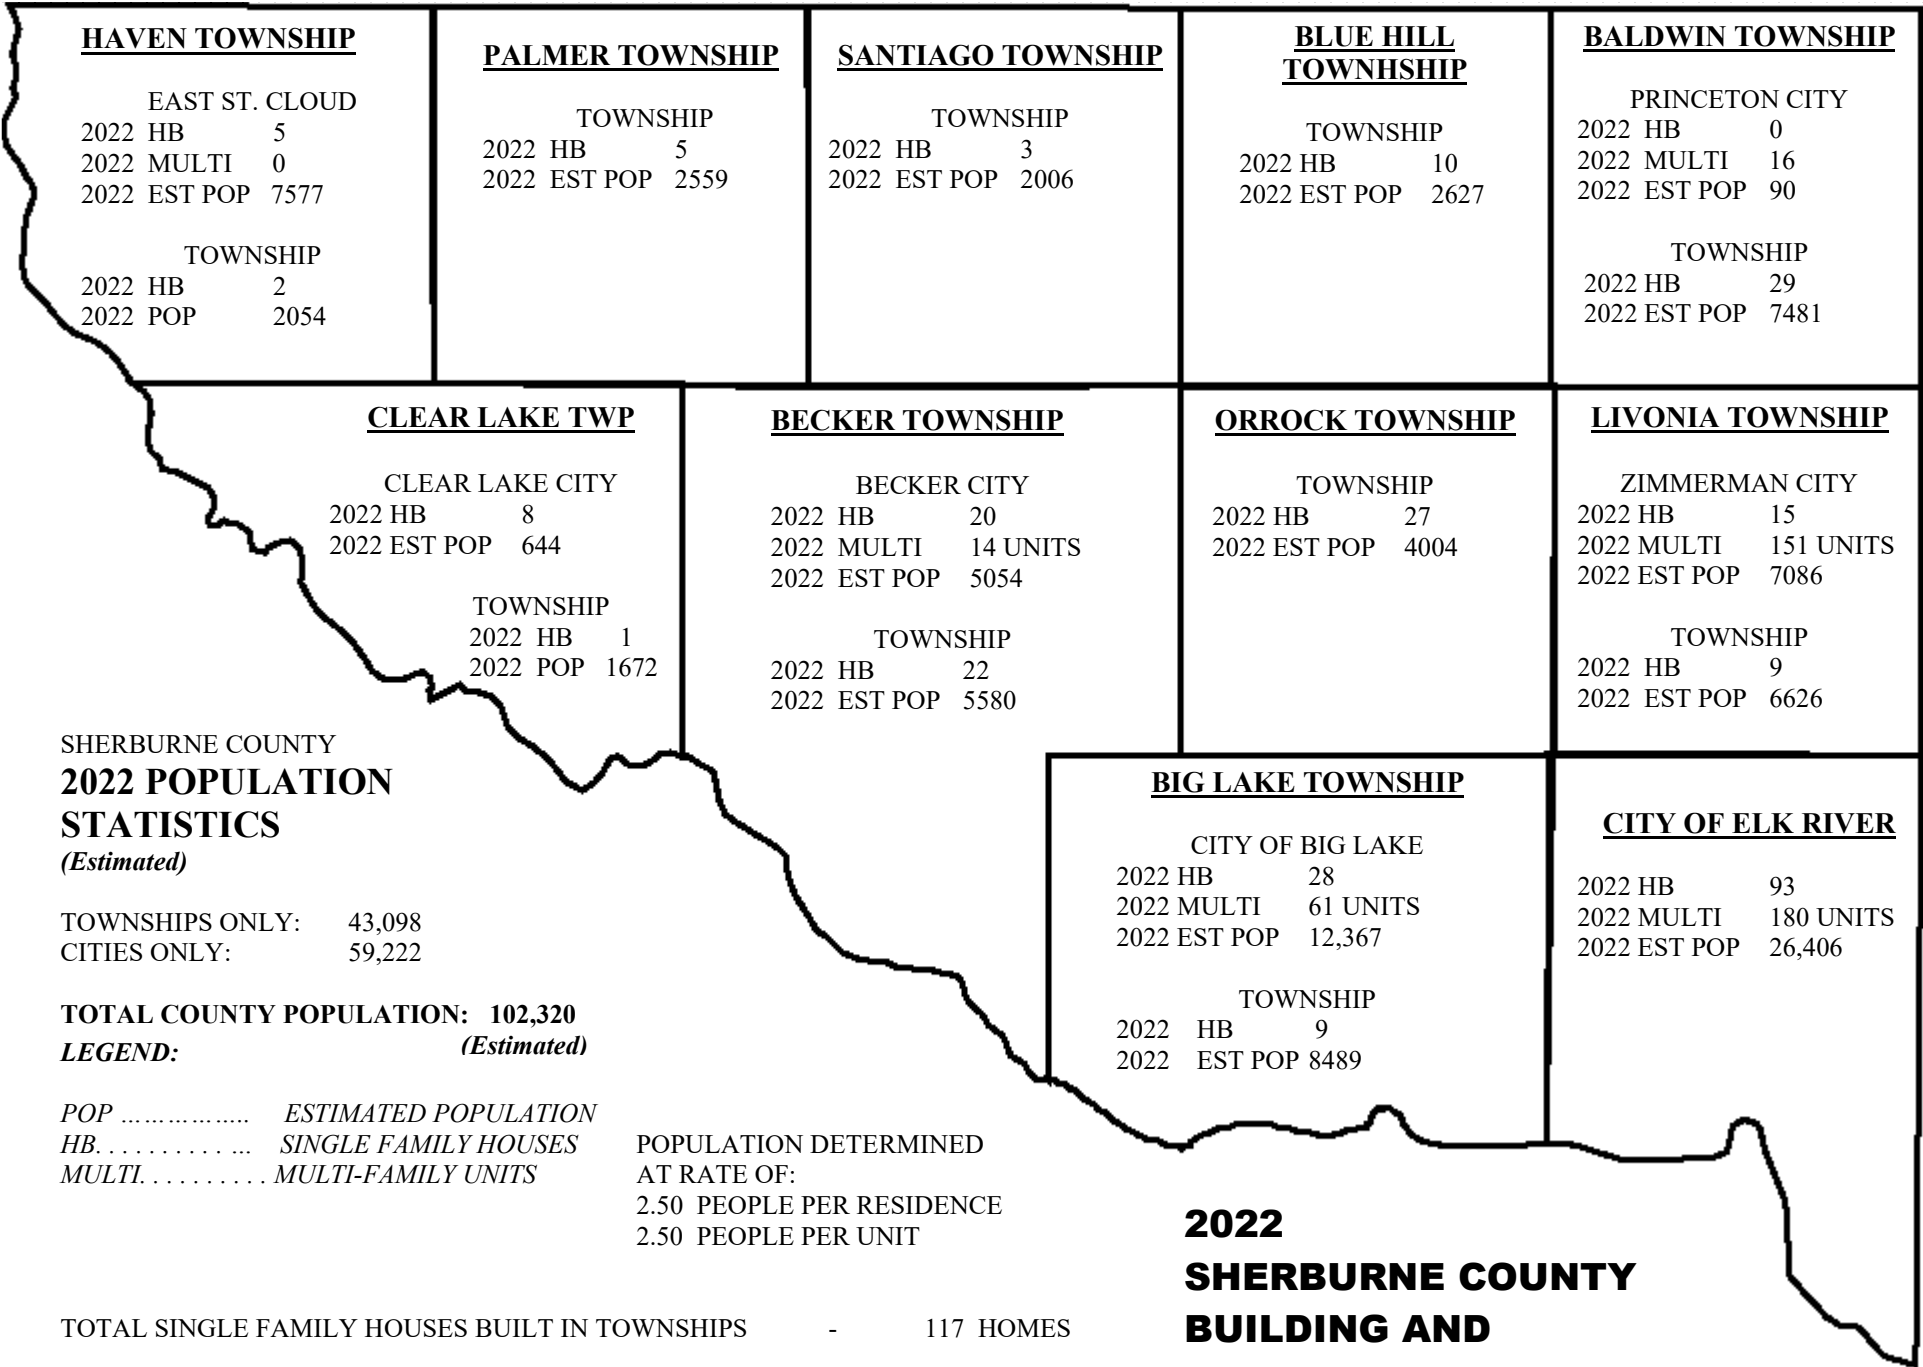 HAVEN TOWNSHIP
EAST ST. CLOUD
2022 HB 5
2022 MULTI 0
2022 EST POP 7577
TOWNSHIP
2022 HB 2
2022 POP 2054
PALMER TOWNSHIP
TOWNSHIP
2022 HB 5
2022 EST POP 2559
SANTIAGO TOWNSHIP
TOWNSHIP
2022 HB 3
2022 EST POP 2006
BLUE HILL
TOWNHSHIP
TOWNSHIP
2022 HB 10
2022 EST POP 2627
BALDWIN TOWNSHIP
PRINCETON CITY
2022 HB 0
2022 MULTI 16
2022 EST POP 90
TOWNSHIP
2022 HB 29
2022 EST POP 7481
CLEAR LAKE TWP
CLEAR LAKE CITY
2022 HB 8
2022 EST POP 644
TOWNSHIP
2022 HB 1
2022 POP 1672
BECKER TOWNSHIP
BECKER CITY
2022 HB 20
2022 MULTI 14 UNITS
2022 EST POP 5054
TOWNSHIP
2022 HB 22
2022 EST POP 5580
ORROCK TOWNSHIP
TOWNSHIP
2022 HB 27
2022 EST POP 4004
LIVONIA TOWNSHIP
ZIMMERMAN CITY
2022 HB 15
2022 MULTI 151 UNITS
2022 EST POP 7086
TOWNSHIP
2022 HB 9
2022 EST POP 6626
BIG LAKE TOWNSHIP
CITY OF BIG LAKE
2022 HB 28
2022 MULTI 61 UNITS
2022 EST POP 12,367
TOWNSHIP
2022 HB 9
2022 EST POP 8489
CITY OF ELK RIVER
2022 HB 93
2022 MULTI 180 UNITS
2022 EST POP 26,406
SHERBURNE COUNTY
2022 POPULATION
STATISTICS
(Estimated)
TOWNSHIPS ONLY: 43,098
CITIES ONLY: 59,222
TOTAL COUNTY POPULATION: 102,320
LEGEND: (Estimated)
POP ................ ESTIMATED POPULATION
HB. . . . . . . . . . ... SINGLE FAMILY HOUSES
MULTI. . . . . . . . . . MULTI-FAMILY UNITS
POPULATION DETERMINED
AT RATE OF:
2.50 PEOPLE PER RESIDENCE
2.50 PEOPLE PER UNIT
TOTAL SINGLE FAMILY HOUSES BUILT IN TOWNSHIPS - 117 HOMES
2022
SHERBURNE COUNTY
BUILDING AND